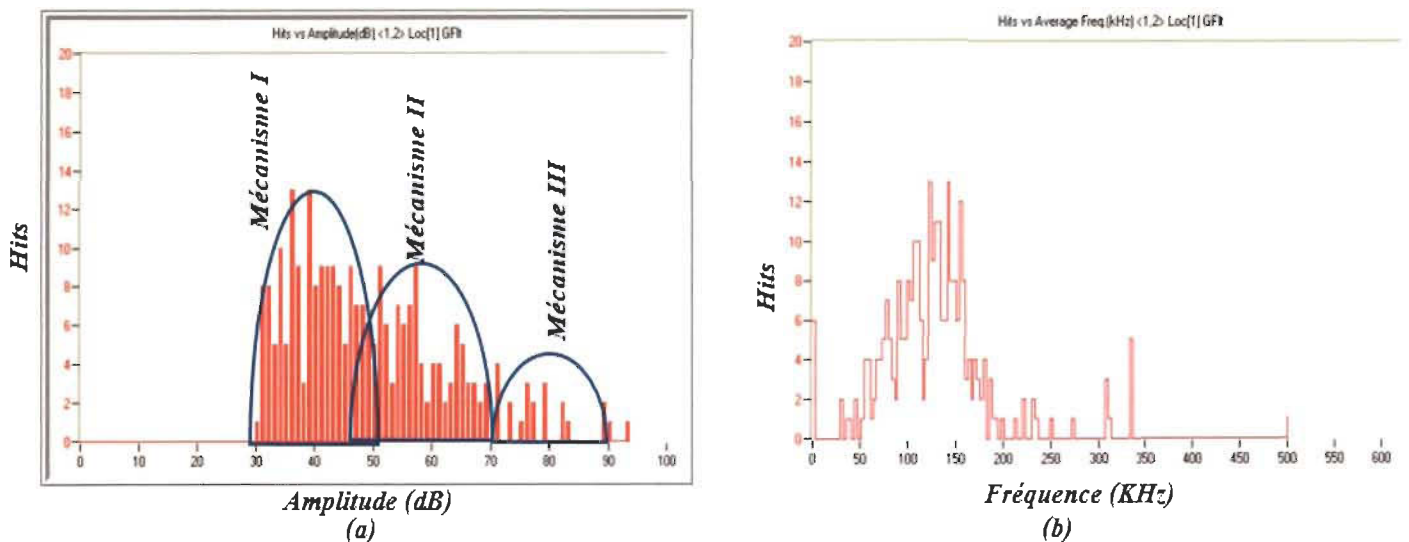 Hits vs Amplitude(dB) <1,2> Loc[1] GFlt
20
18
16
14
12
10
8
6
4
2
0
Hits
Mécanisme I
Mécanisme II
Mécanisme III
0 10 20 30 40 50 60 70 80 90 100
Amplitude (dB)
(a)
Hits vs Average Freq.(kHz) <1,2> Loc[1] GFlt
20
18
16
14
12
10
8
6
4
2
0
Hits
0 50 100 150 200 250 300 350 400 450 500 550 600
Fréquence (KHz)
(b)